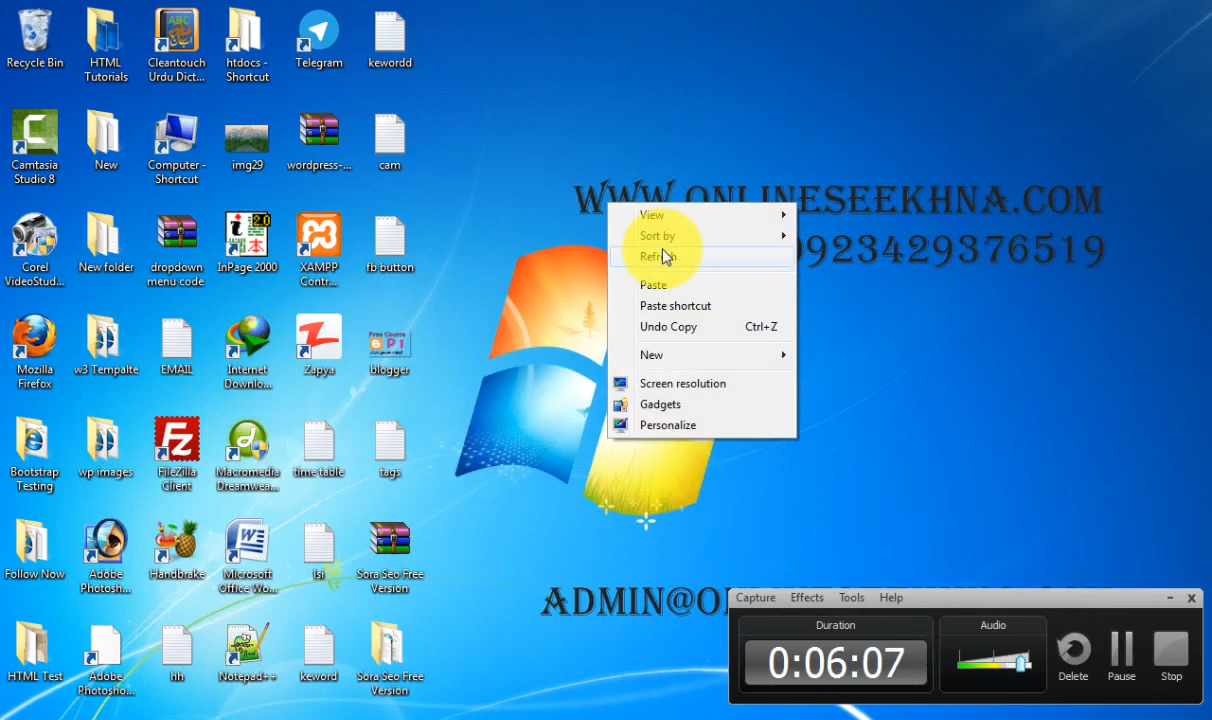 Recycle Bin
HTML
Tutorials
Cleantouch
Urdu Dict...
htdocs -
Shortcut
Telegram
kewordd
Camtasia
Studio 8
New
Computer -
Shortcut
img29
wordpress-...
cam
Corel
VideoStud...
New folder
dropdown
menu code
InPage 2000
XAMPP
Contr...
fb button
Mozilla
Firefox
w3 Tempalte
EMAIL
Internet
Downlo...
Zapya
Free Course
eP1
blogger
Bootstrap
Testing
wp images
FileZilla
Client
Macromedia
Dreamwea...
time table
tags
Follow Now
Adobe
Photosh...
Handbrake
Microsoft
Office Wo...
lsi
Sora Seo Free
Version
HTML Test
Adobe
Photosho...
hh
Notepad++
keword
Sora Seo Free
Version
WWW.ONLINESEEKHNA.COM
0923429376519
View
Sort by
Refresh
Paste
Paste shortcut
Undo Copy Ctrl+Z
New
Screen resolution
Gadgets
Personalize
ADMIN@O
Capture Effects Tools Help
Duration
0:06:07
Audio
Delete
Pause
Stop